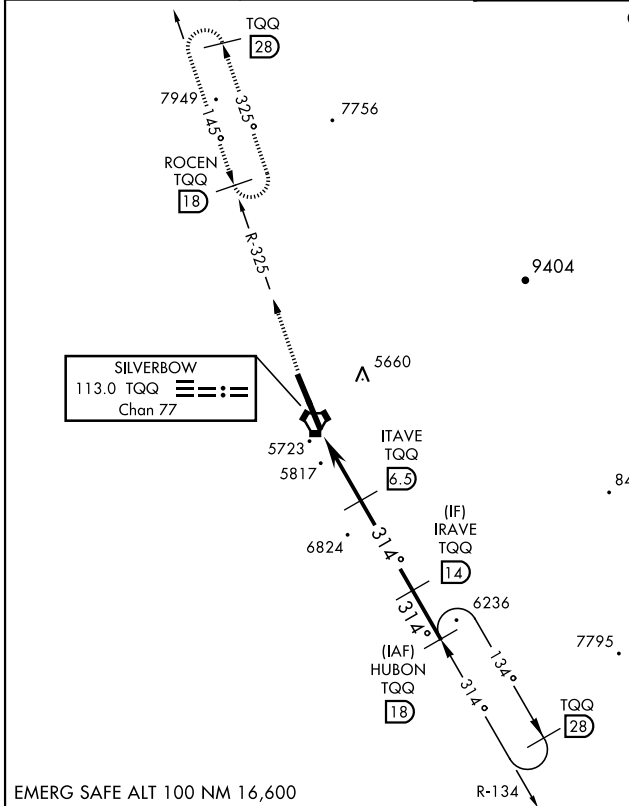 TQQ
28
7949
325°
145°
7756
ROCEN
TQQ
18
R-325
9404
SILVERBOW
113.0 TQQ
Chan 77
5660
5723
5817
ITAVE
TQQ
6.5
84
6824
314°
(IF)
IRAVE
TQQ
14
314°
6236
(IAF)
HUBON
TQQ
18
134°
314°
7795
TQQ
28
R-134
EMERG SAFE ALT 100 NM 16,600